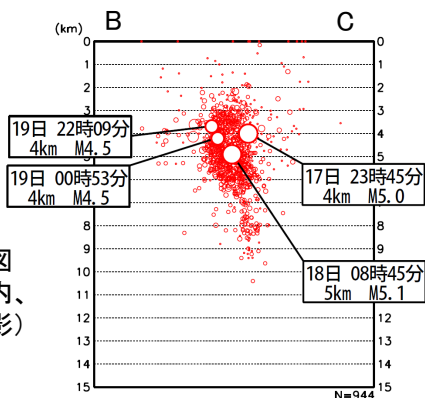 B C
(km)
0 0
1 1
2 2
3 3
4 4
5 5
6
7
8 8
9 9
10
11 11
12 12
13 13
14 14
15 15
19日 22時09分
4km M4.5
19日 00時53分
4km M4.5
17日 23時45分
4km M5.0
18日 08時45分
5km M5.1
図
内、
影）
N=944